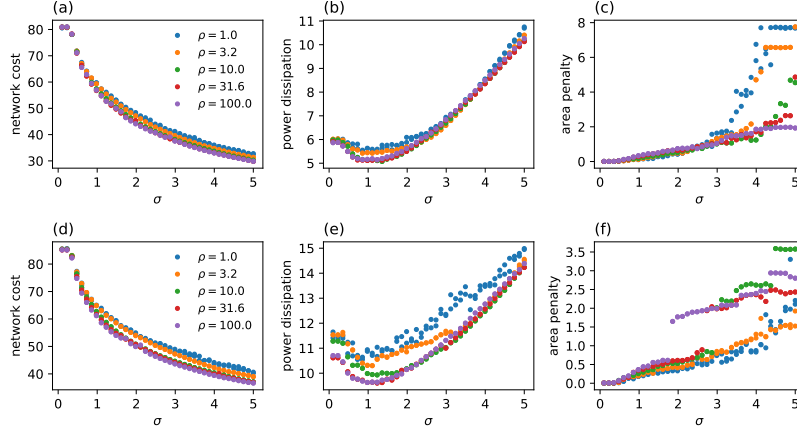 (a)
network cost
80
70
60
50
40
30
0 1 2 3 4 5
σ
ρ = 1.0
ρ = 3.2
ρ = 10.0
ρ = 31.6
ρ = 100.0
(b)
power dissipation
11
10
9
8
7
6
5
0 1 2 3 4 5
σ
(c)
area penalty
8
6
4
2
0
0 1 2 3 4 5
σ
(d)
network cost
80
70
60
50
40
0 1 2 3 4 5
σ
ρ = 1.0
ρ = 3.2
ρ = 10.0
ρ = 31.6
ρ = 100.0
(e)
power dissipation
15
14
13
12
11
10
0 1 2 3 4 5
σ
(f)
area penalty
3.5
3.0
2.5
2.0
1.5
1.0
0.5
0.0
0 1 2 3 4 5
σ